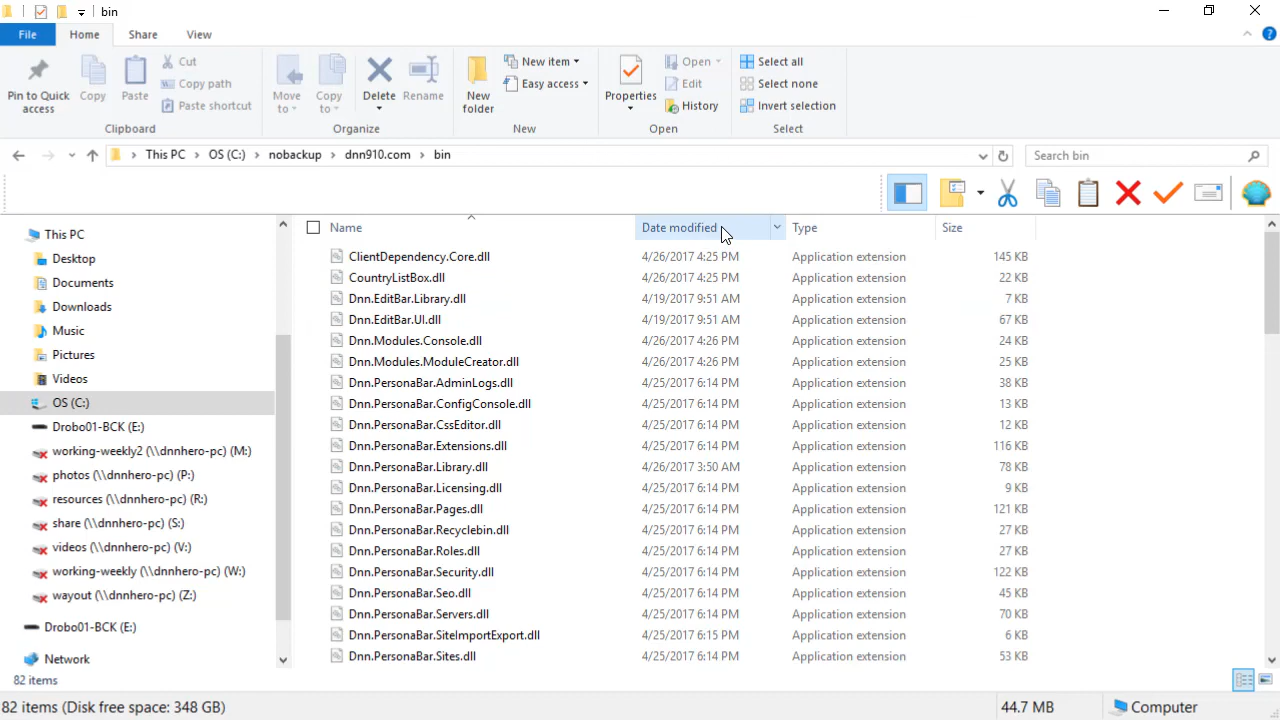 bin
File Home Share View
Pin to Quick access
Copy
Paste
Cut
Copy path
Paste shortcut
Clipboard
Move to
Copy to
Delete
Rename
Organize
New folder
New item
Easy access
New
Properties
Open
Edit
History
Open
Select all
Select none
Invert selection
Select
This PC > OS (C:) > nobackup > dnn910.com > bin
Search bin
This PC
Desktop
Documents
Downloads
Music
Pictures
Videos
OS (C:)
Drobo01-BCK (E:)
working-weekly2 (\\dnnhero-pc) (M:)
photos (\\dnnhero-pc) (P:)
resources (\\dnnhero-pc) (R:)
share (\\dnnhero-pc) (S:)
videos (\\dnnhero-pc) (V:)
working-weekly (\\dnnhero-pc) (W:)
wayout (\\dnnhero-pc) (Z:)
Drobo01-BCK (E:)
Network
Name Date modified Type Size
ClientDependency.Core.dll 4/26/2017 4:25 PM Application extension 145 KB
CountryListBox.dll 4/26/2017 4:25 PM Application extension 22 KB
Dnn.EditBar.Library.dll 4/19/2017 9:51 AM Application extension 7 KB
Dnn.EditBar.UI.dll 4/19/2017 9:51 AM Application extension 67 KB
Dnn.Modules.Console.dll 4/26/2017 4:26 PM Application extension 24 KB
Dnn.Modules.ModuleCreator.dll 4/26/2017 4:26 PM Application extension 25 KB
Dnn.PersonaBar.AdminLogs.dll 4/25/2017 6:14 PM Application extension 38 KB
Dnn.PersonaBar.ConfigConsole.dll 4/25/2017 6:14 PM Application extension 13 KB
Dnn.PersonaBar.CssEditor.dll 4/25/2017 6:14 PM Application extension 12 KB
Dnn.PersonaBar.Extensions.dll 4/25/2017 6:14 PM Application extension 116 KB
Dnn.PersonaBar.Library.dll 4/26/2017 3:50 AM Application extension 78 KB
Dnn.PersonaBar.Licensing.dll 4/25/2017 6:14 PM Application extension 9 KB
Dnn.PersonaBar.Pages.dll 4/25/2017 6:14 PM Application extension 121 KB
Dnn.PersonaBar.Recyclebin.dll 4/25/2017 6:14 PM Application extension 27 KB
Dnn.PersonaBar.Roles.dll 4/25/2017 6:14 PM Application extension 27 KB
Dnn.PersonaBar.Security.dll 4/25/2017 6:14 PM Application extension 122 KB
Dnn.PersonaBar.Seo.dll 4/25/2017 6:14 PM Application extension 45 KB
Dnn.PersonaBar.Servers.dll 4/25/2017 6:14 PM Application extension 70 KB
Dnn.PersonaBar.SiteImportExport.dll 4/25/2017 6:15 PM Application extension 6 KB
Dnn.PersonaBar.Sites.dll 4/25/2017 6:14 PM Application extension 53 KB
82 items
82 items (Disk free space: 348 GB) 44.7 MB Computer